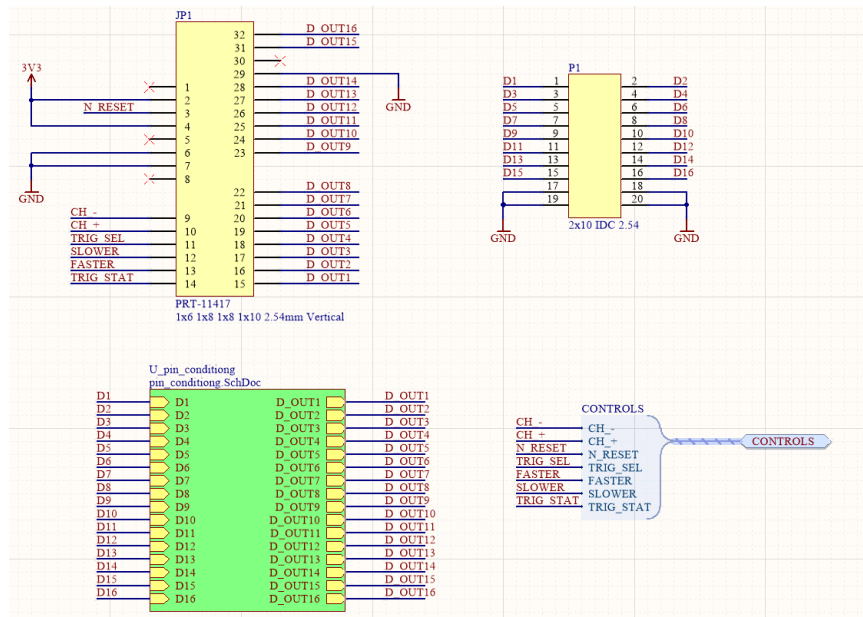 JP1
32 D_OUT16
31 D_OUT15
30
3V3
29
1 28 D_OUT14
2 27 D_OUT13
N_RESET 3 26 D_OUT12
4 25 D_OUT11
5 24 D_OUT10
6 23 D_OUT9
GND
7
8
22 D_OUT8
GND
21 D_OUT7
CH_- 9 20 D_OUT6
CH_+ 10 19 D_OUT5
TRIG_SEL 11 18 D_OUT4
SLOWER 12 17 D_OUT3
FASTER 13 16 D_OUT2
TRIG_STAT 14 15 D_OUT1
PRT-11417
1x6 1x8 1x8 1x10 2.54mm Vertical
P1
D1 1 2 D2
D3 3 4 D4
D5 5 6 D6
D7 7 8 D8
D9 9 10 D10
D11 11 12 D12
D13 13 14 D14
D15 15 16 D16
17 18
19 20
2x10 IDC 2.54
GND GND
U_pin_conditiong
pin_conditiong.SchDoc
D1 D1 D_OUT1 D_OUT1
D2 D2 D_OUT2 D_OUT2
D3 D3 D_OUT3 D_OUT3
D4 D4 D_OUT4 D_OUT4
D5 D5 D_OUT5 D_OUT5
D6 D6 D_OUT6 D_OUT6
D7 D7 D_OUT7 D_OUT7
D8 D8 D_OUT8 D_OUT8
D9 D9 D_OUT9 D_OUT9
D10 D10 D_OUT10 D_OUT10
D11 D11 D_OUT11 D_OUT11
D12 D12 D_OUT12 D_OUT12
D13 D13 D_OUT13 D_OUT13
D14 D14 D_OUT14 D_OUT14
D15 D15 D_OUT15 D_OUT15
D16 D16 D_OUT16 D_OUT16
CONTROLS
CH_- CH_-
CH_+ CH_+
N_RESET N_RESET
TRIG_SEL TRIG_SEL
FASTER FASTER
SLOWER SLOWER
TRIG_STAT TRIG_STAT
CONTROLS